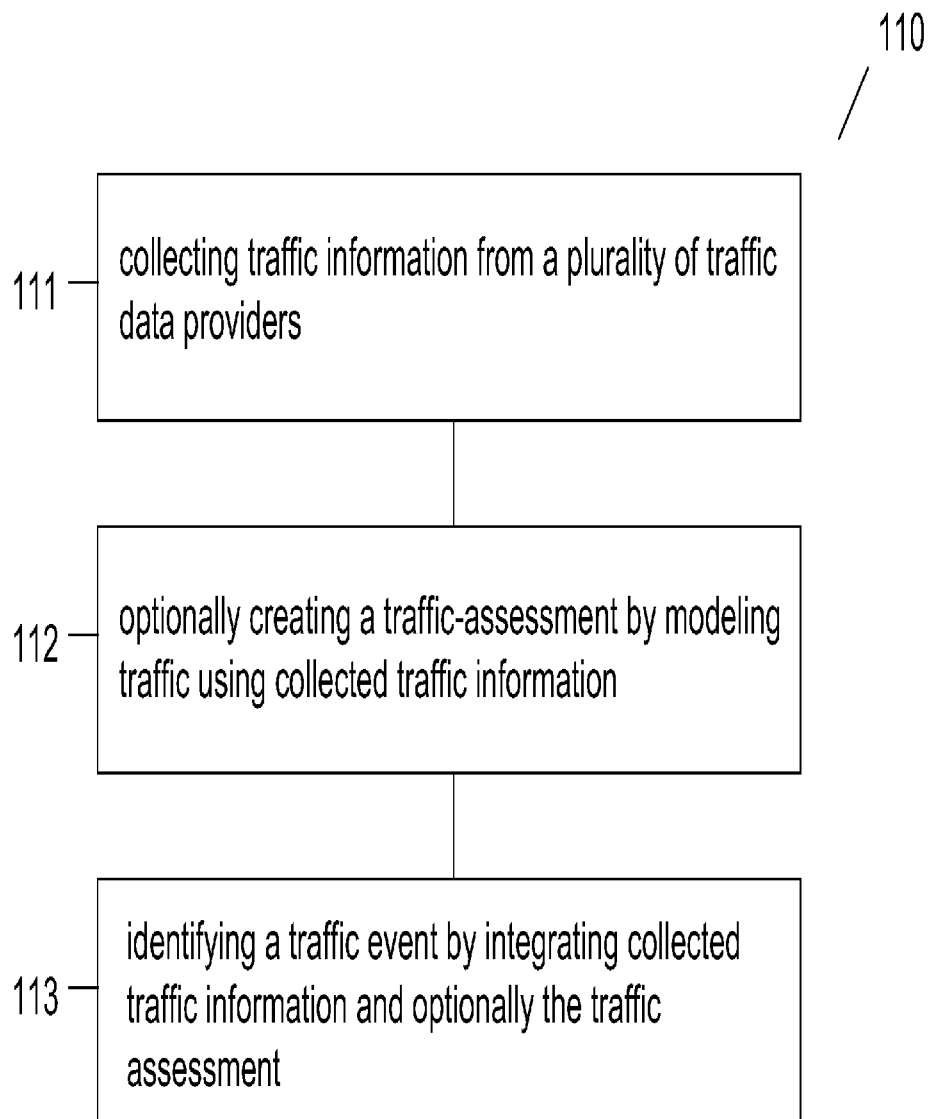 110
111
collecting traffic information from a plurality of traffic
data providers
112
optionally creating a traffic-assessment by modeling
traffic using collected traffic information
113
identifying a traffic event by integrating collected
traffic information and optionally the traffic
assessment